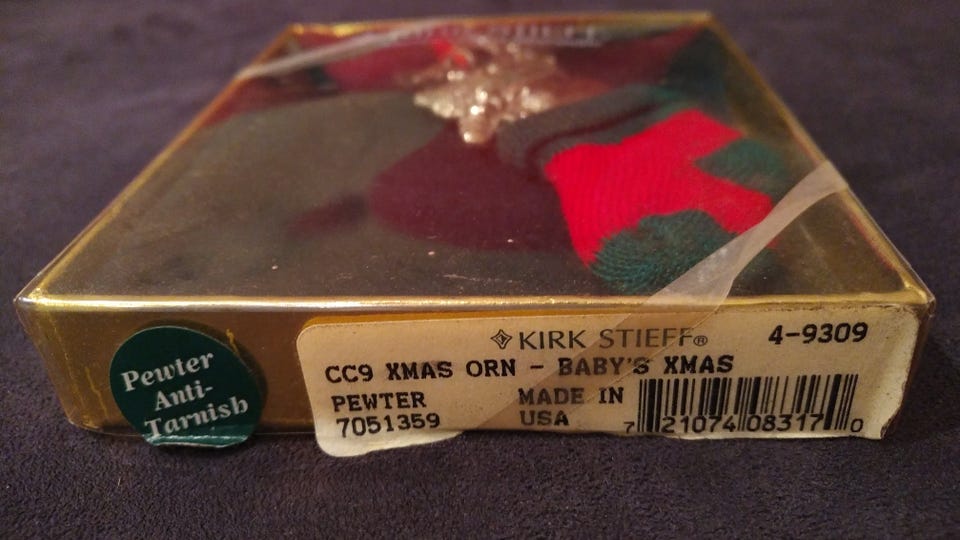 Pewter
Anti-
Tarnish
KIRK STIEFF® 4-9309
CC9 XMAS ORN - BABY'S XMAS
PEWTER MADE IN
7051359 USA
7 21074 08317 0